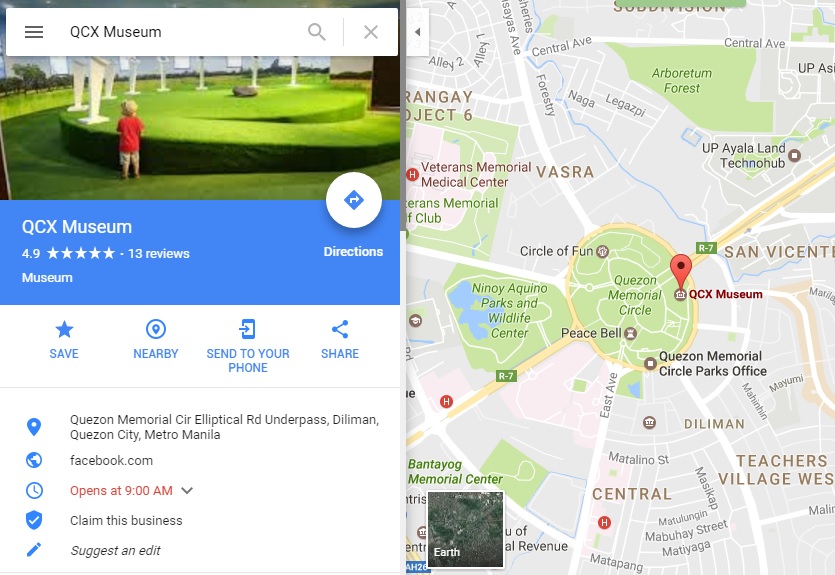 QCX Museum
QCX Museum
4.9 ★★★★★ · 13 reviews
Museum
Directions
SAVE
NEARBY
SEND TO YOUR
PHONE
SHARE
Quezon Memorial Cir Elliptical Rd Underpass, Diliman,
Quezon City, Metro Manila
facebook.com
Opens at 9:00 AM
Claim this business
Suggest an edit
SUBDIVISION
Central Ave
Central Ave
Alley 2
Alley 1
Visayas Ave
Forestry
Naga
Legazpi
Arboretum
Forest
UP
RANGAY
OJECT 6
UP Ayala Land
Technohub
H
Veterans Memorial
Medical Center
VASRA
erans Memorial
lf Club
Circle of Fun
R-7
SAN VICENTE
Quezon
Memorial
Circle
QCX Museum
Ninoy Aquino
Parks and
Wildlife
Center
Peace Bell
Quezon Memorial
Circle Parks Office
R-7
H
East Ave
Mayumi
Mahinhin
DILIMAN
Matalino St
TEACHERS
VILLAGE WES
Bantayog
Memorial Center
CENTRAL
Masikap
H
Matulungin
Mabuhay Street
Matiyaga
Matapang
Earth
u of
al Revenue
AH26